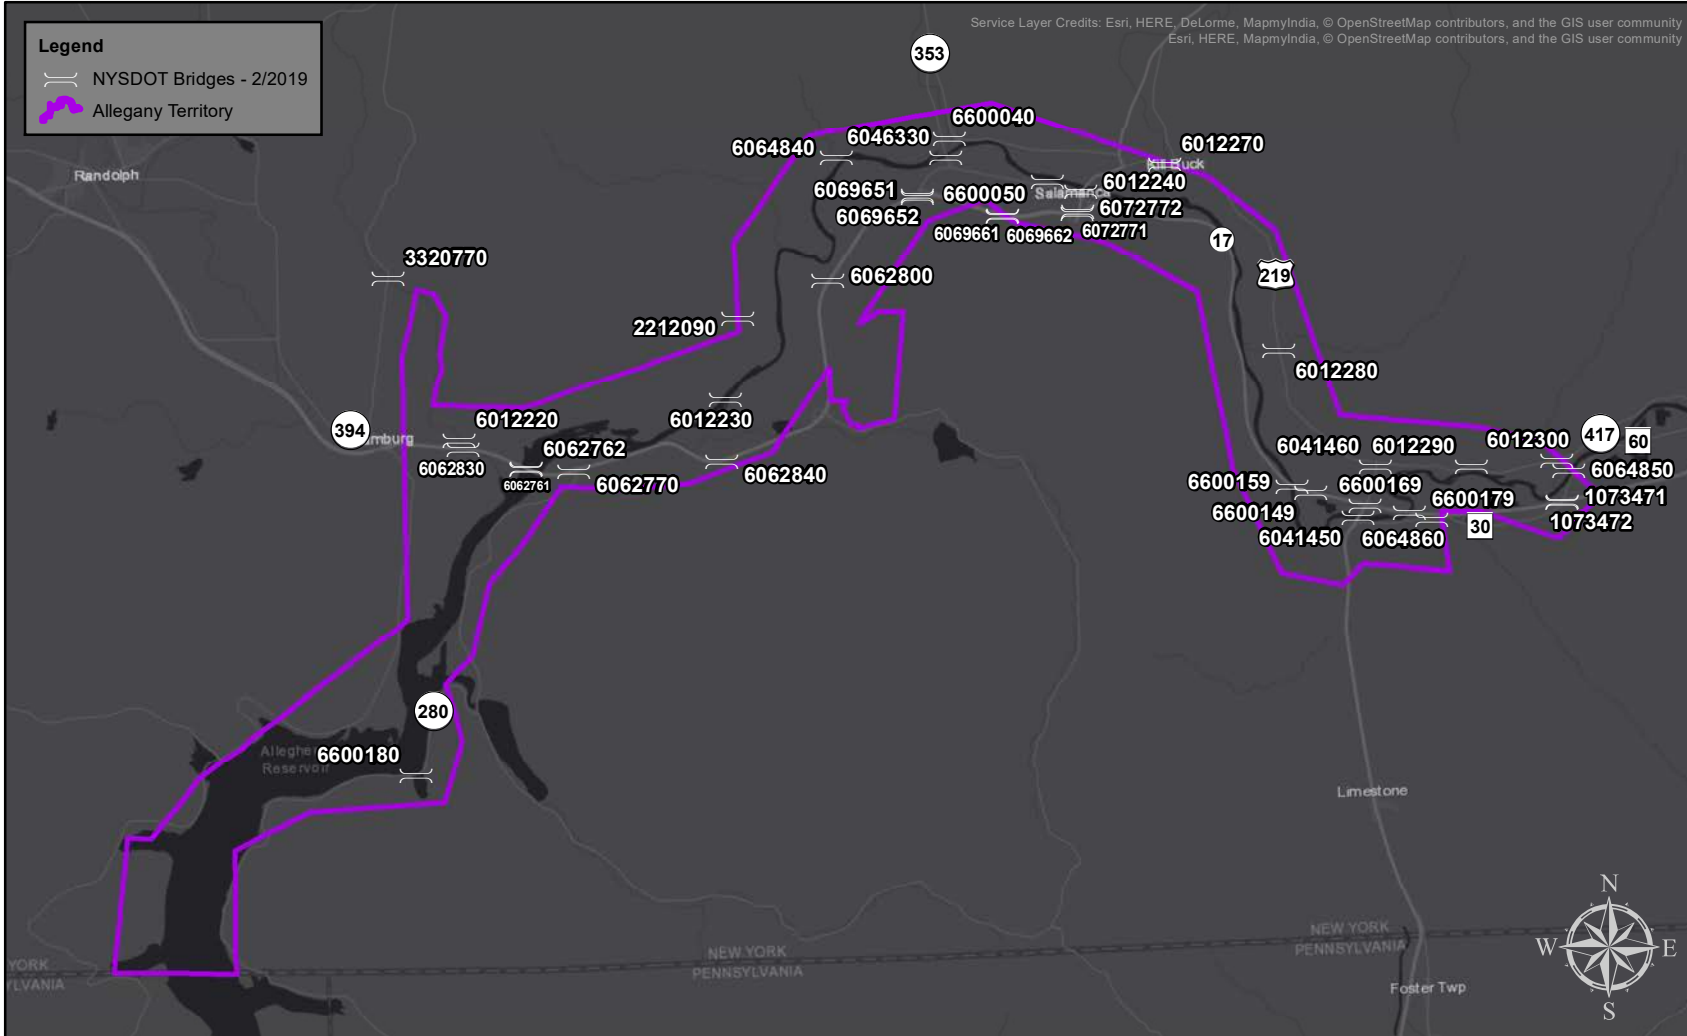 Service Layer Credits: Esri, HERE, DeLorme, MapmyIndia, © OpenStreetMap contributors, and the GIS user community
Esri, HERE, MapmyIndia, © OpenStreetMap contributors, and the GIS user community
Legend
NYSDOT Bridges - 2/2019
Allegany Territory
353
6600040
6046330
6064840
6012270
Randolph
Salamanca
6012240
6069651
6600050
6069652
6072772
6069661
6069662
6072771
17
3320770
6062800
219
2212090
6012280
6012220
6012230
394
6062830
6062762
6062761
6062770
6062840
6041460
6012290
6012300
417
60
6064850
6600159
6600169
6600179
1073471
6600149
30
1073472
6041450
6064860
280
6600180
Reservoir
Limestone
NEW YORK
PENNSYLVANIA
NEW YORK
PENNSYLVANIA
YORK
YLVANIA
Foster Twp
N
W
E
S